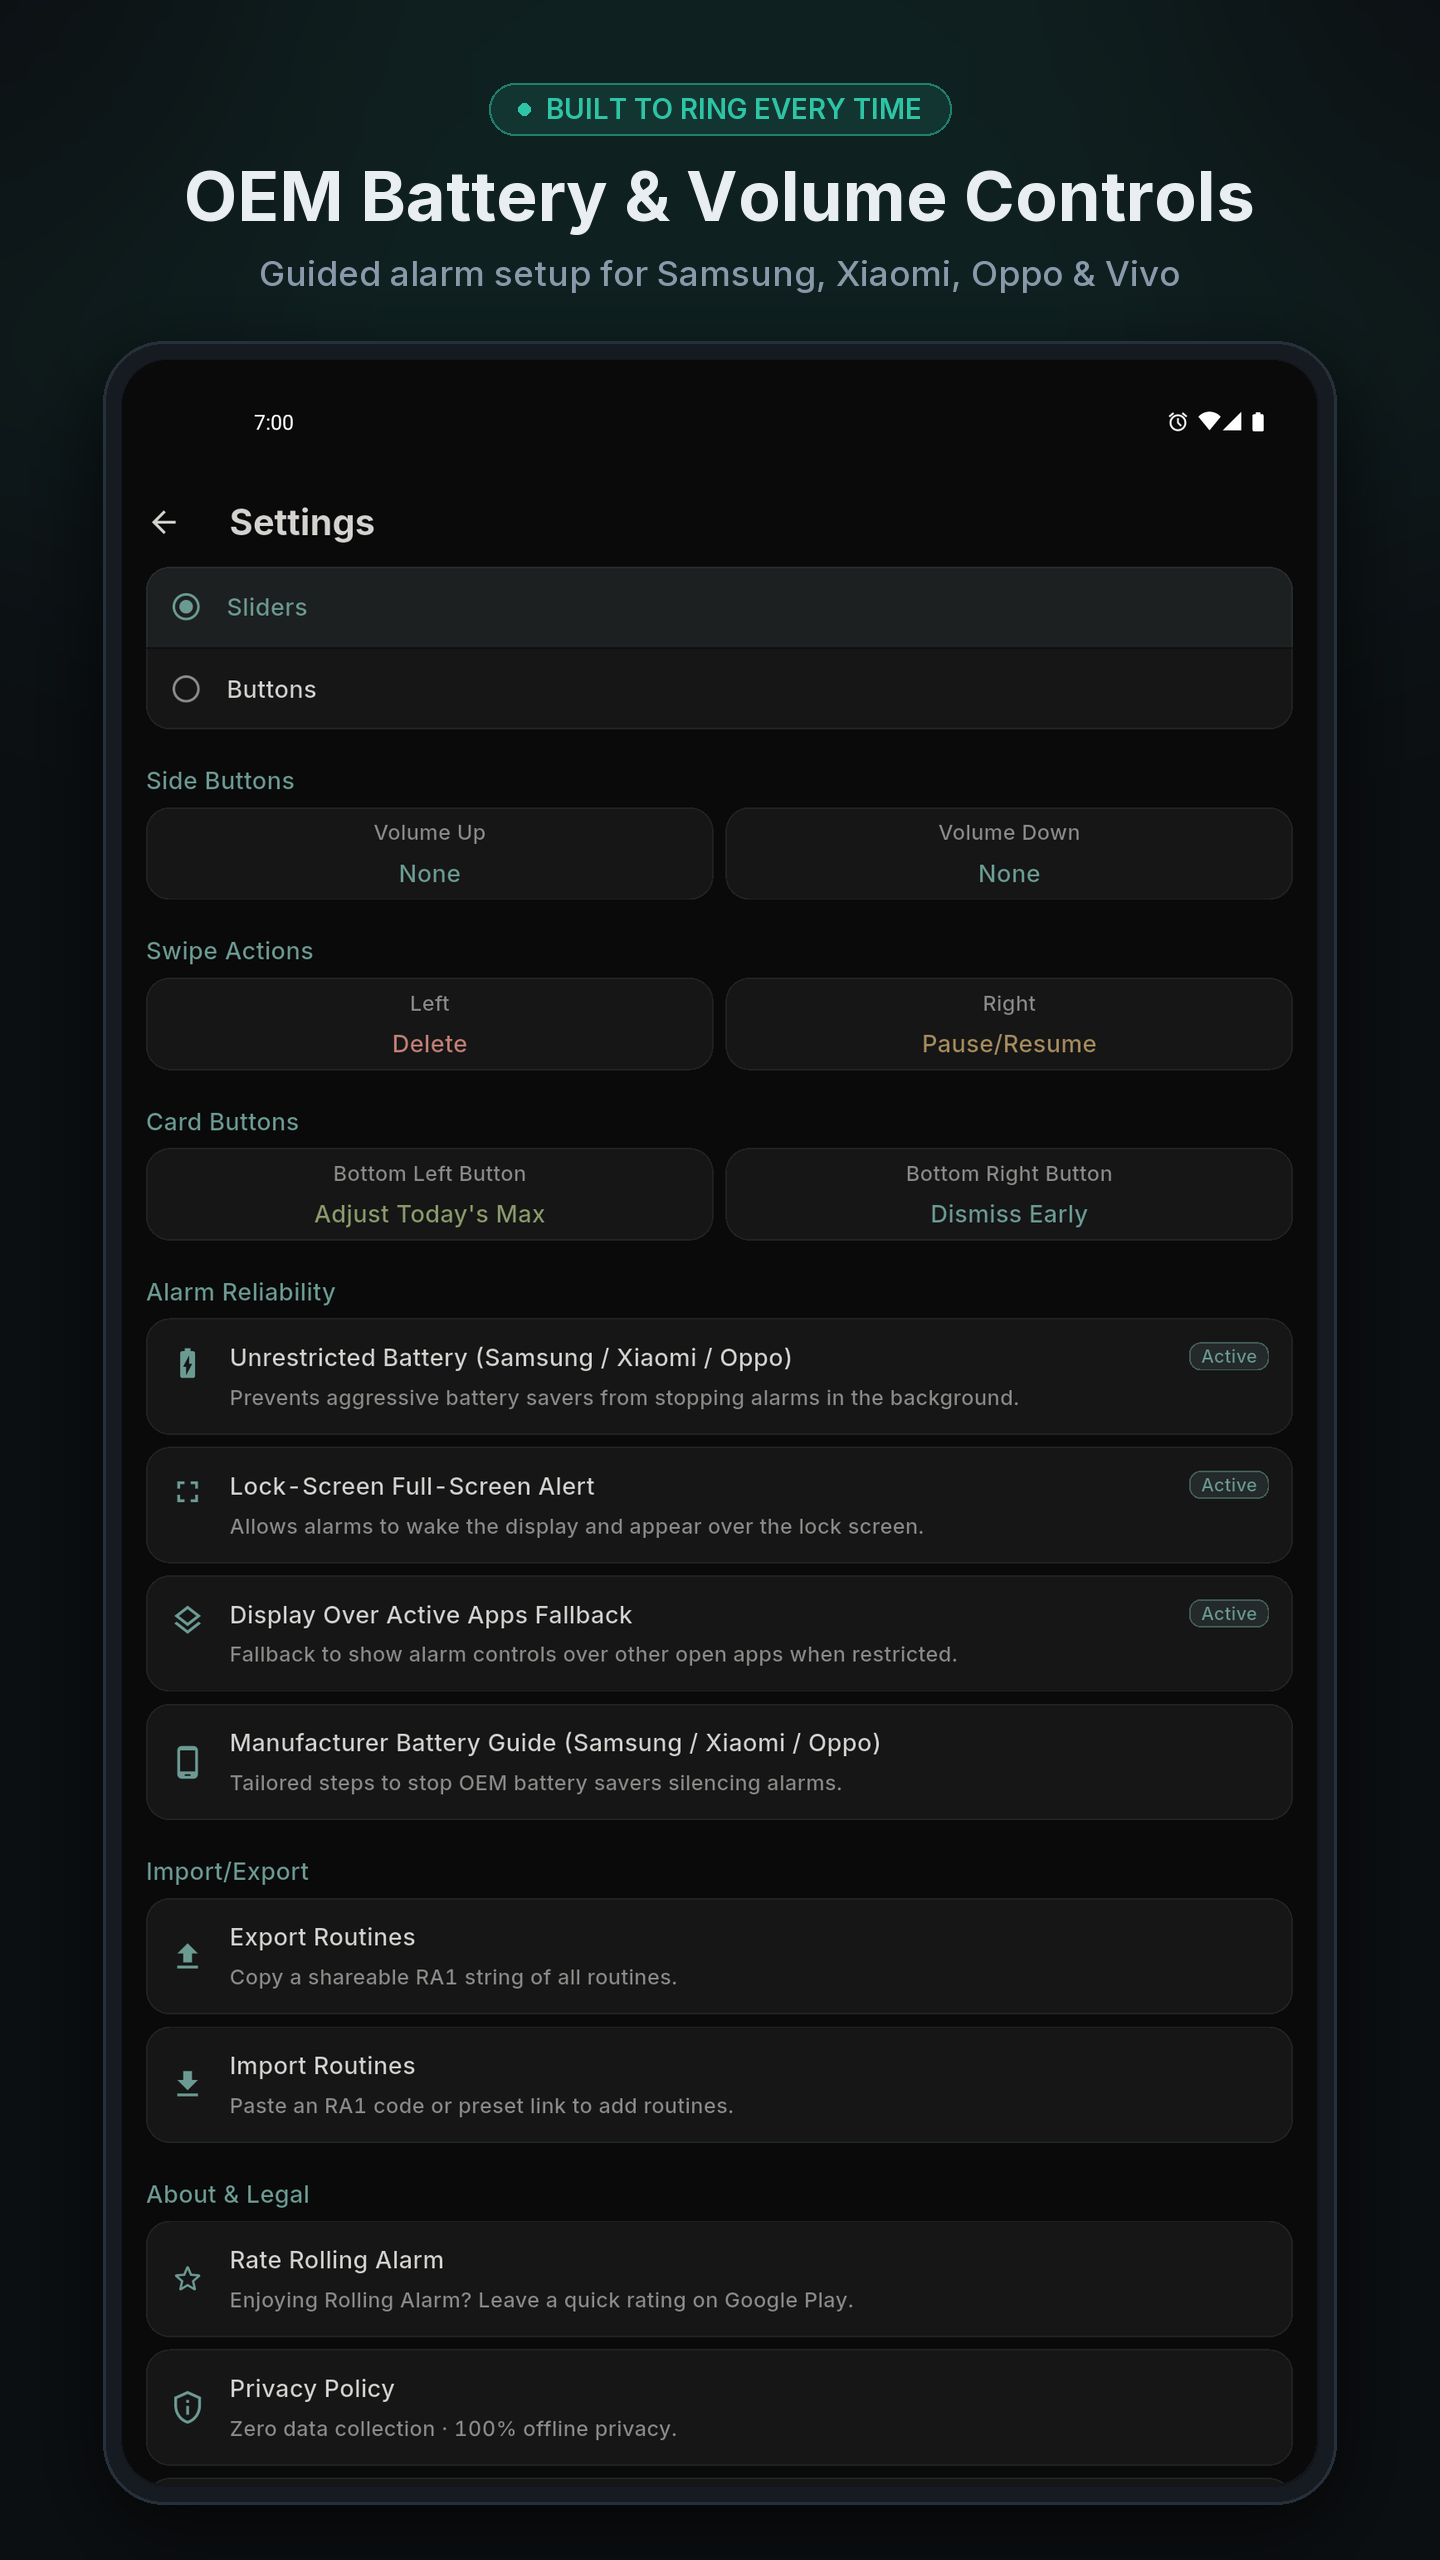 BUILT TO RING EVERY TIME
OEM Battery & Volume Controls
Guided alarm setup for Samsung, Xiaomi, Oppo & Vivo
7:00
Settings
Sliders
Buttons
Side Buttons
Volume Up
None
Volume Down
None
Swipe Actions
Left
Delete
Right
Pause/Resume
Card Buttons
Bottom Left Button
Adjust Today's Max
Bottom Right Button
Dismiss Early
Alarm Reliability
Unrestricted Battery (Samsung / Xiaomi / Oppo)
Active
Prevents aggressive battery savers from stopping alarms in the background.
Lock-Screen Full-Screen Alert
Active
Allows alarms to wake the display and appear over the lock screen.
Display Over Active Apps Fallback
Active
Fallback to show alarm controls over other open apps when restricted.
Manufacturer Battery Guide (Samsung / Xiaomi / Oppo)
Tailored steps to stop OEM battery savers silencing alarms.
Import/Export
Export Routines
Copy a shareable RA1 string of all routines.
Import Routines
Paste an RA1 code or preset link to add routines.
About & Legal
Rate Rolling Alarm
Enjoying Rolling Alarm? Leave a quick rating on Google Play.
Privacy Policy
Zero data collection · 100% offline privacy.